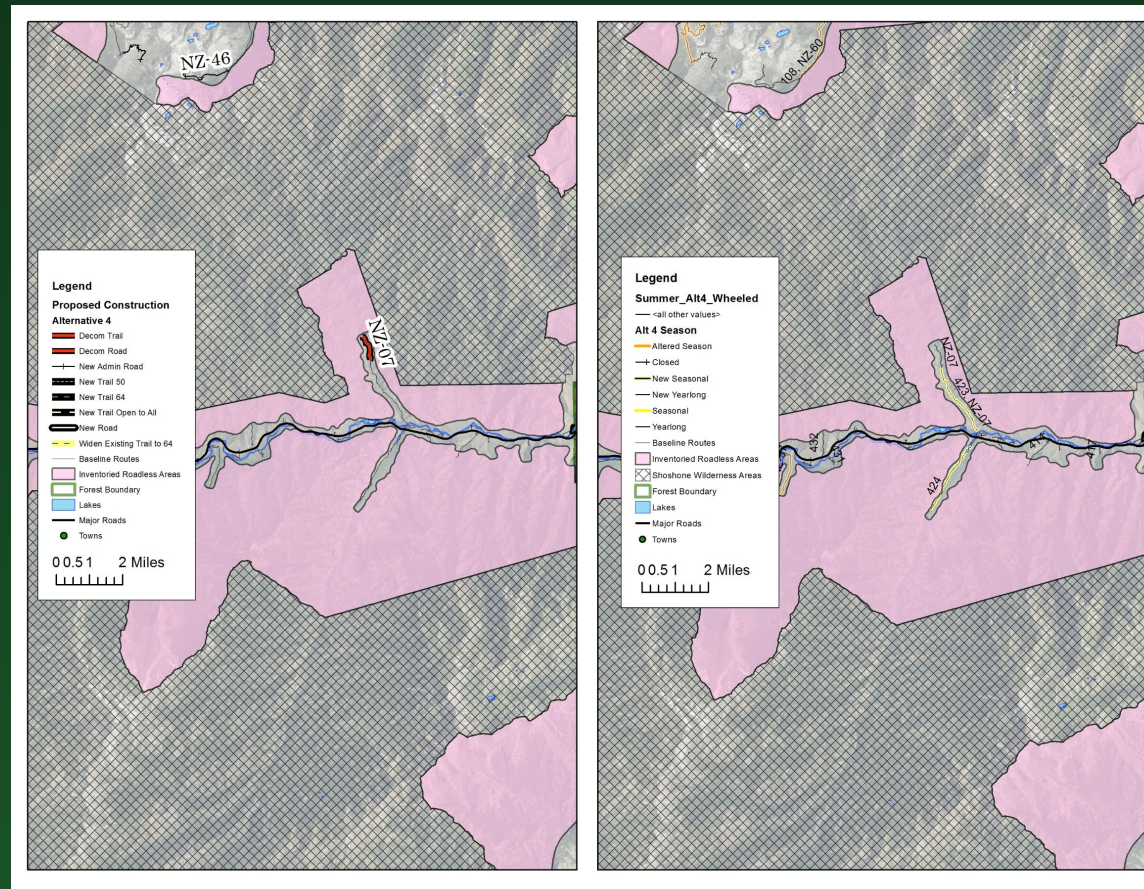 NZ-46
NZ-07
Legend
Proposed Construction
Alternative 4
Decom Trail
Decom Road
New Admin Road
New Trail 50
New Trail 64
New Trail Open to All
New Road
Widen Existing Trail to 64
Baseline Routes
Inventoried Roadless Areas
Forest Boundary
Lakes
Major Roads
Towns
0 0.5 1 2 Miles
108, NZ-60
NZ-07
423, NZ-07
432
424
Legend
Summer_Alt4_Wheeled
<all other values>
Alt 4 Season
Altered Season
Closed
New Seasonal
New Yearlong
Seasonal
Yearlong
Baseline Routes
Inventoried Roadless Areas
Shoshone Wilderness Areas
Forest Boundary
Lakes
Major Roads
Towns
0 0.5 1 2 Miles